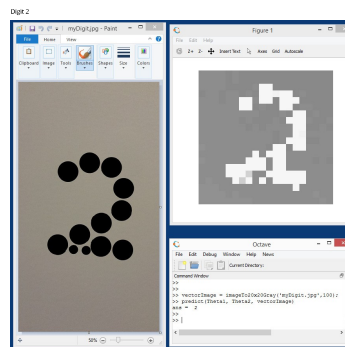 Digit 2
myDigit.jpg - Paint
File Home View
Clipboard Image Tools Brushes Shapes Size Colors
50%
Figure 1
File Edit Help
Z+ Z- Insert Text Axes Grid Autoscale
Octave
File Edit Debug Window Help News
Current Directory:
Command Window
>>
>>
>> vectorImage = imageTo20x20Gray('myDigit.jpg',100);
>> predict(Theta1, Theta2, vectorImage)
ans = 2
>>
>>